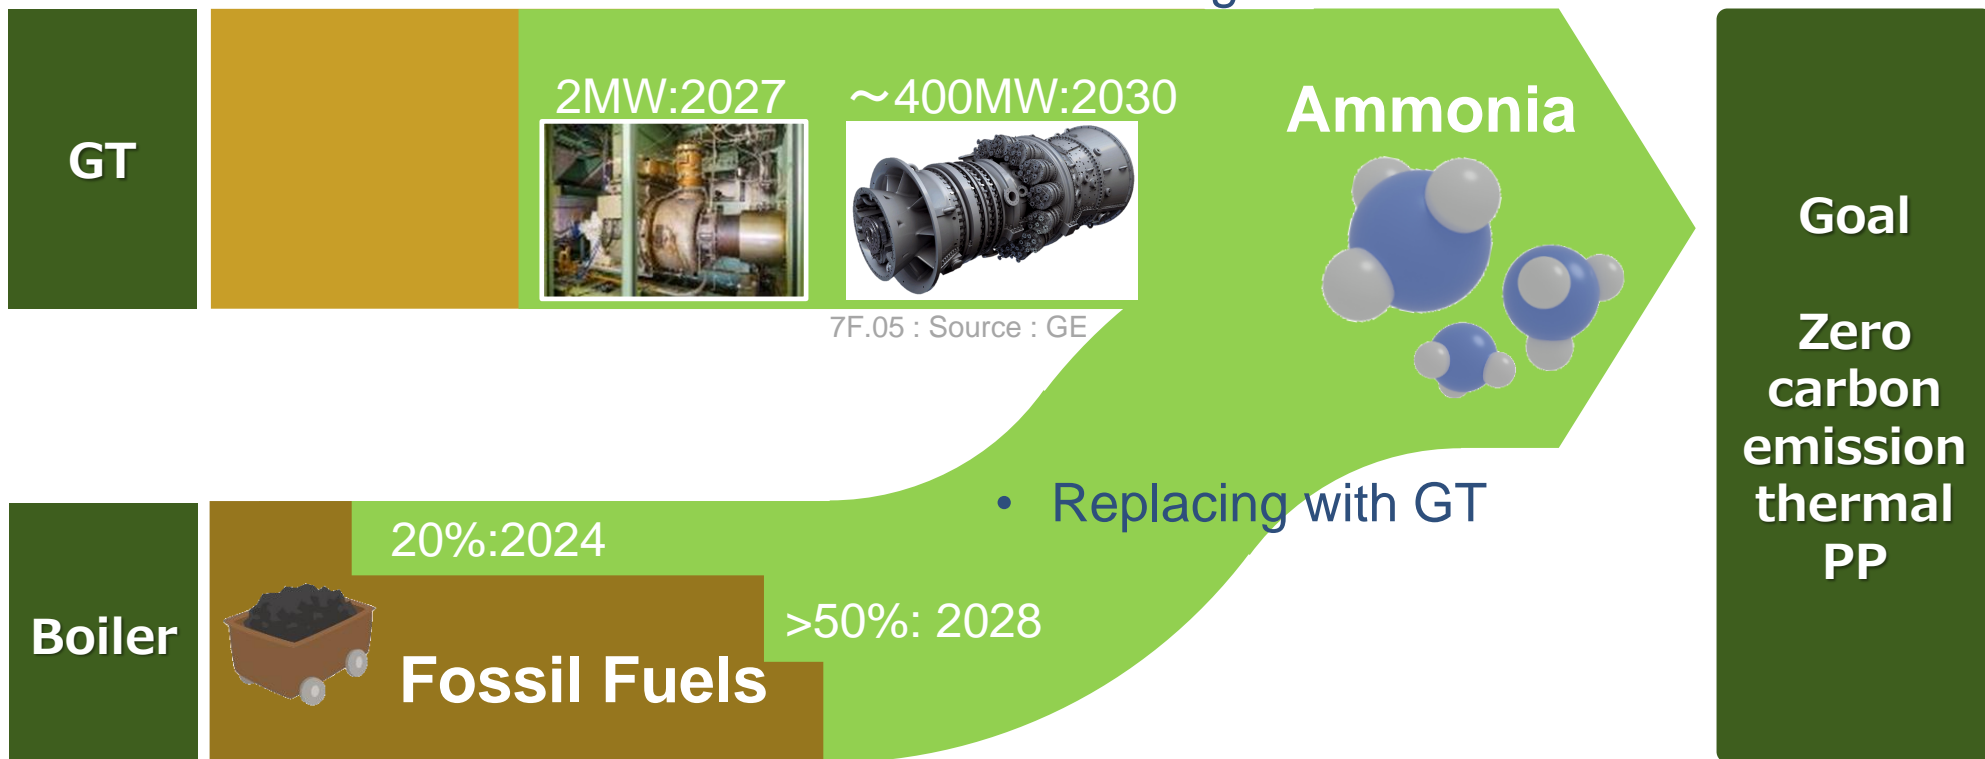 GT
2MW:2027
～400MW:2030
Ammonia
7F.05 : Source : GE
Goal
Zero
carbon
emission
thermal
PP
• Replacing with GT
Boiler
20%:2024
>50%: 2028
Fossil Fuels